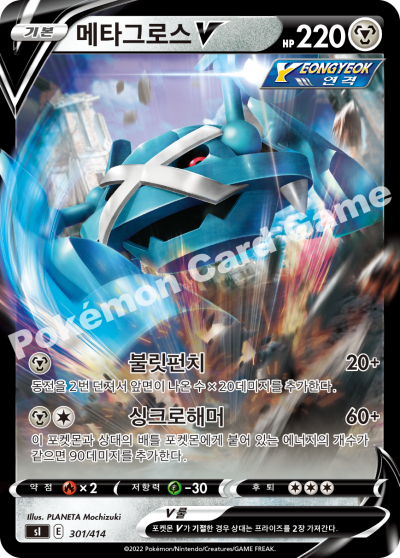 기본 메타그로스V HP 220
YEONGYEOK
연격
Pokémon Card Game
불릿펀치 20+
동전을 2번 던져서 앞면이 나온 수×20데미지를 추가한다.
싱크로해머 60+
이 포켓몬과 상대의 배틀 포켓몬에게 붙어 있는 에너지의 개수가
같으면 90데미지를 추가한다.
약점 ×2 저항력 -30 후퇴
Illus. PLANETA Mochizuki
V룰
포켓몬V가 기절한 경우 상대는 프라이즈를 2장 가져간다.
sI E 301/414
©2022 Pokémon/Nintendo/Creatures/GAME FREAK.